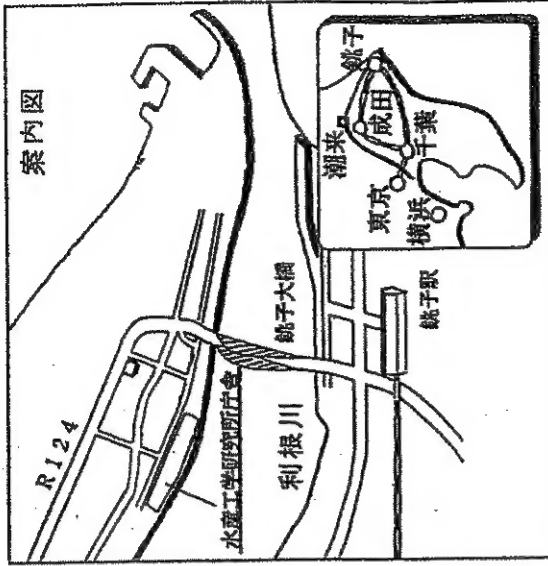 案内図
R124
水産工学研究所庁舎
銚子大橋
利根川
銚子駅
潮来
銚子
成田
東京
千葉
横浜